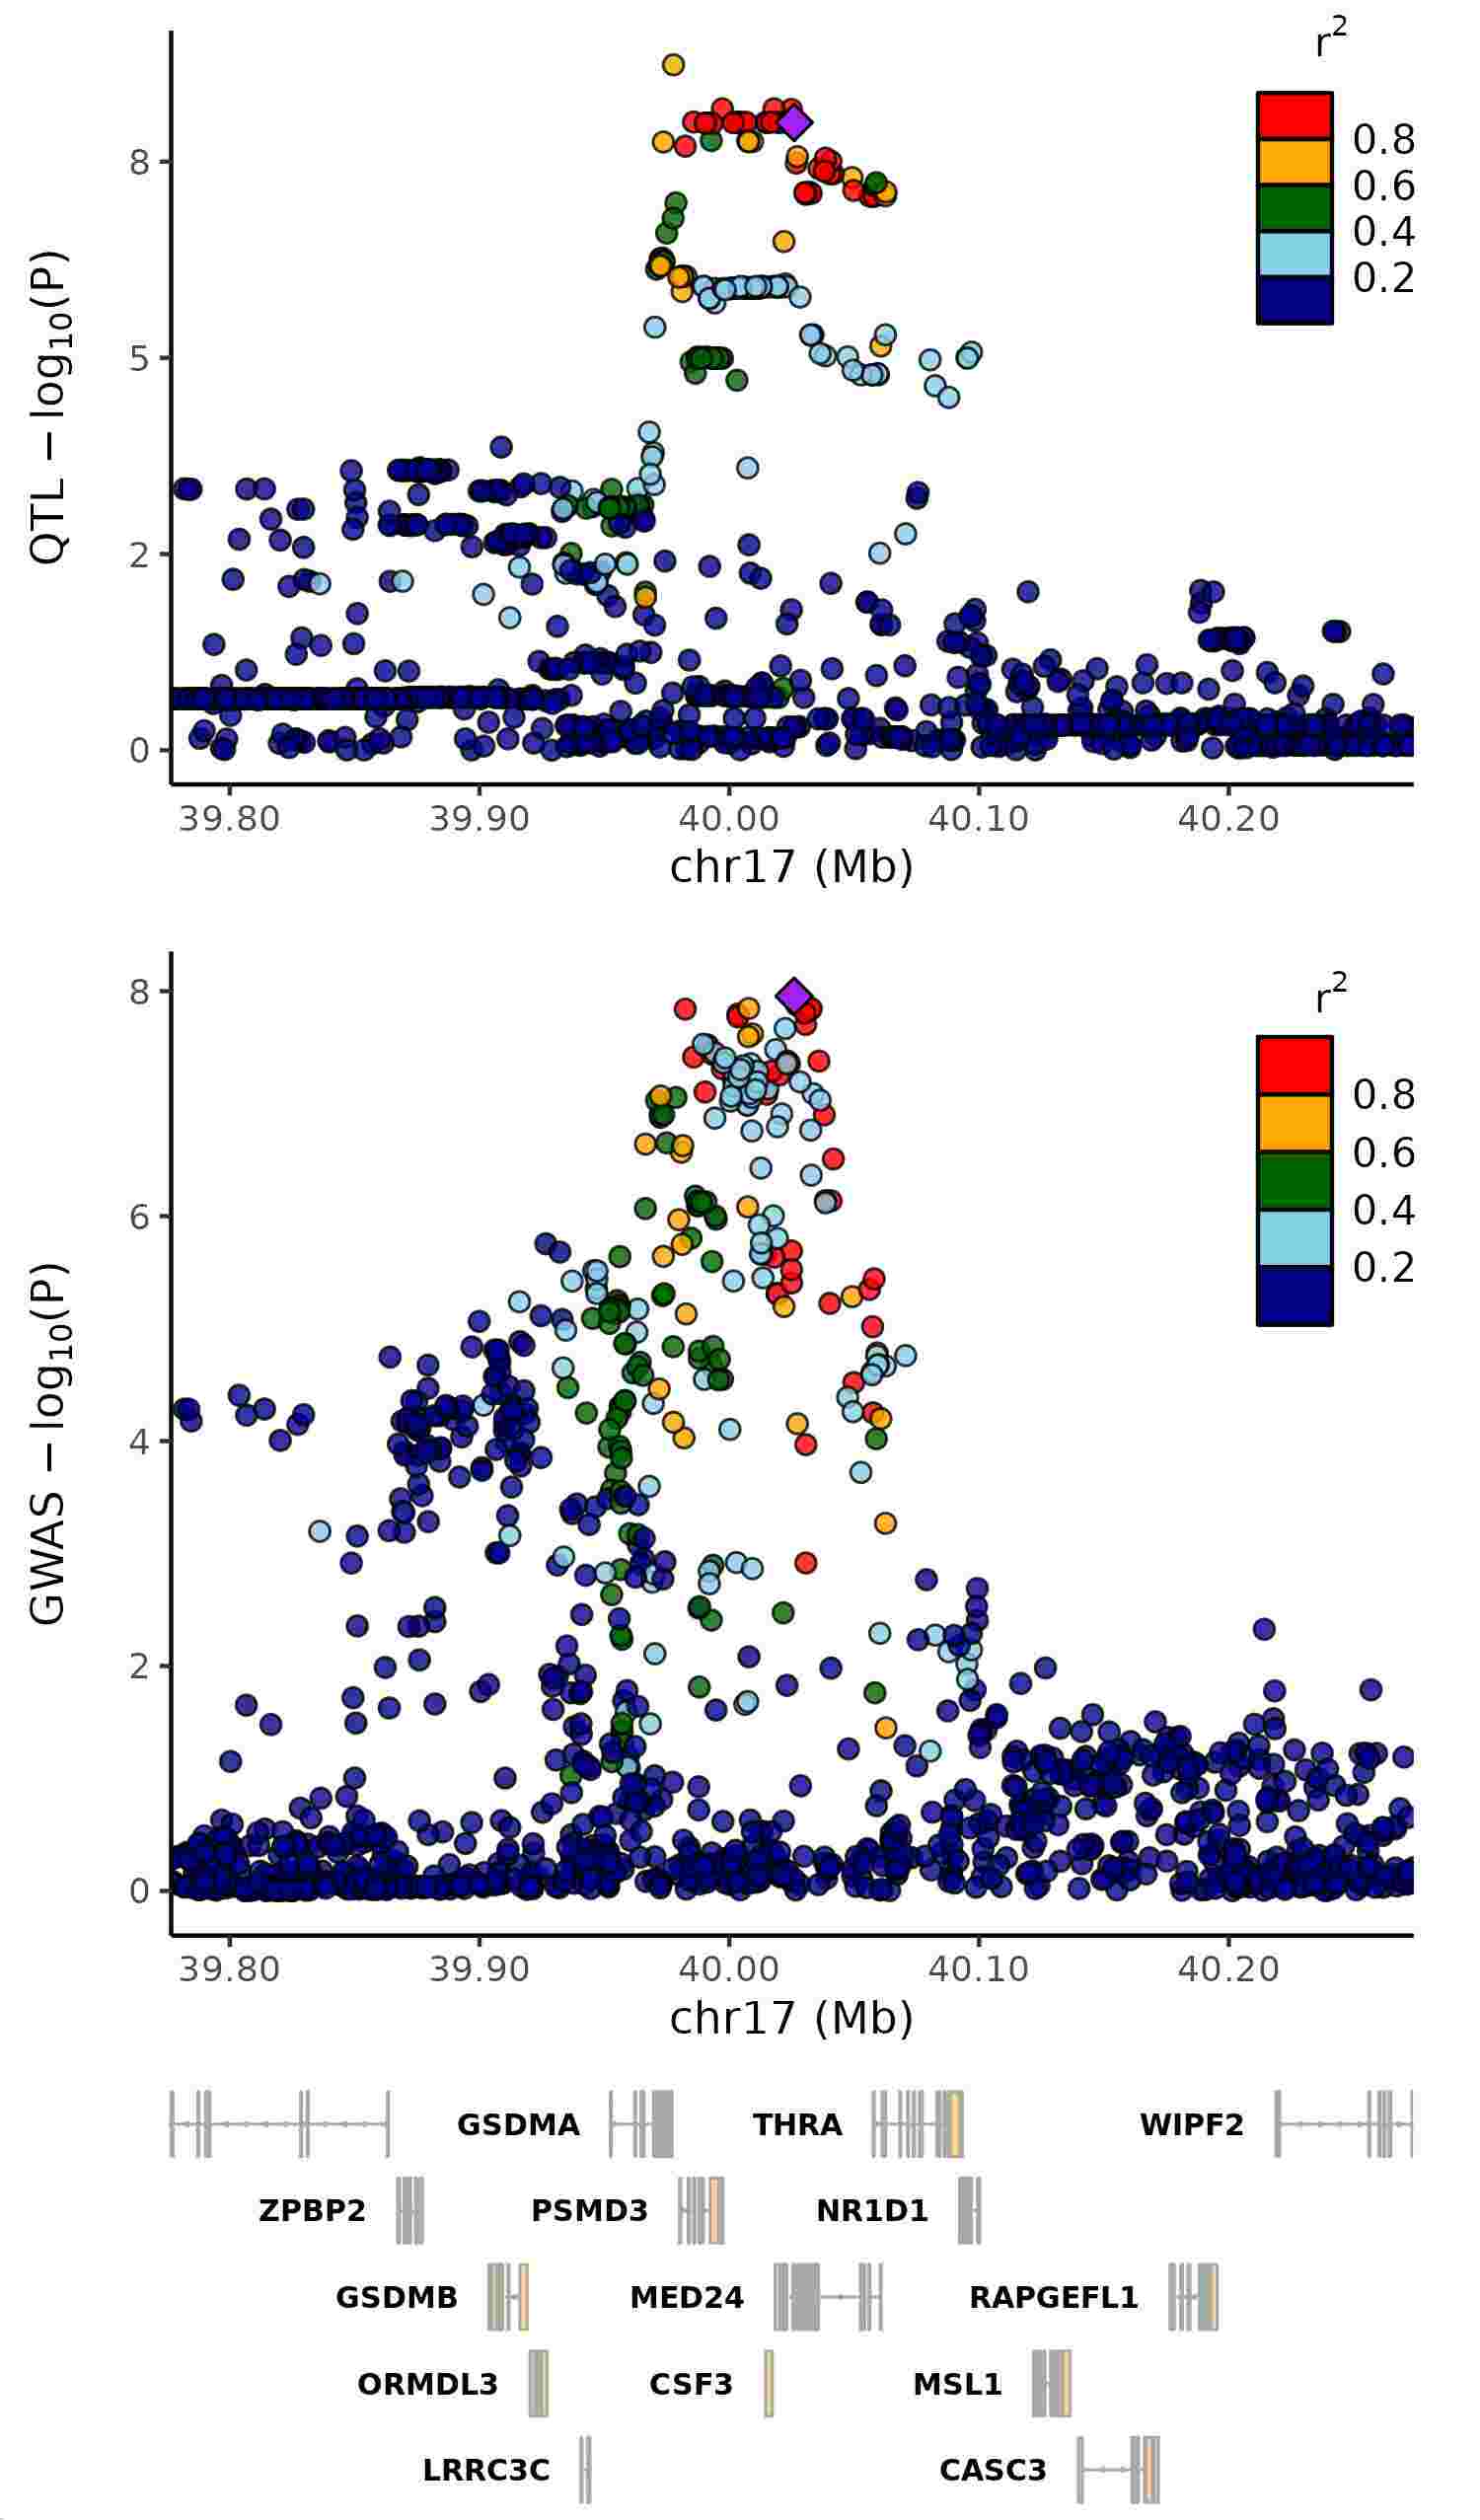 r²
0.8
0.6
0.4
0.2
QTL − log₁₀(P)
8
5
2
0
39.80 39.90 40.00 40.10 40.20
chr17 (Mb)
r²
0.8
0.6
0.4
0.2
GWAS − log₁₀(P)
8
6
4
2
0
39.80 39.90 40.00 40.10 40.20
chr17 (Mb)
GSDMA THRA WIPF2
ZPBP2 PSMD3 NR1D1
GSDMB MED24 RAPGEFL1
ORMDL3 CSF3 MSL1
LRRC3C CASC3